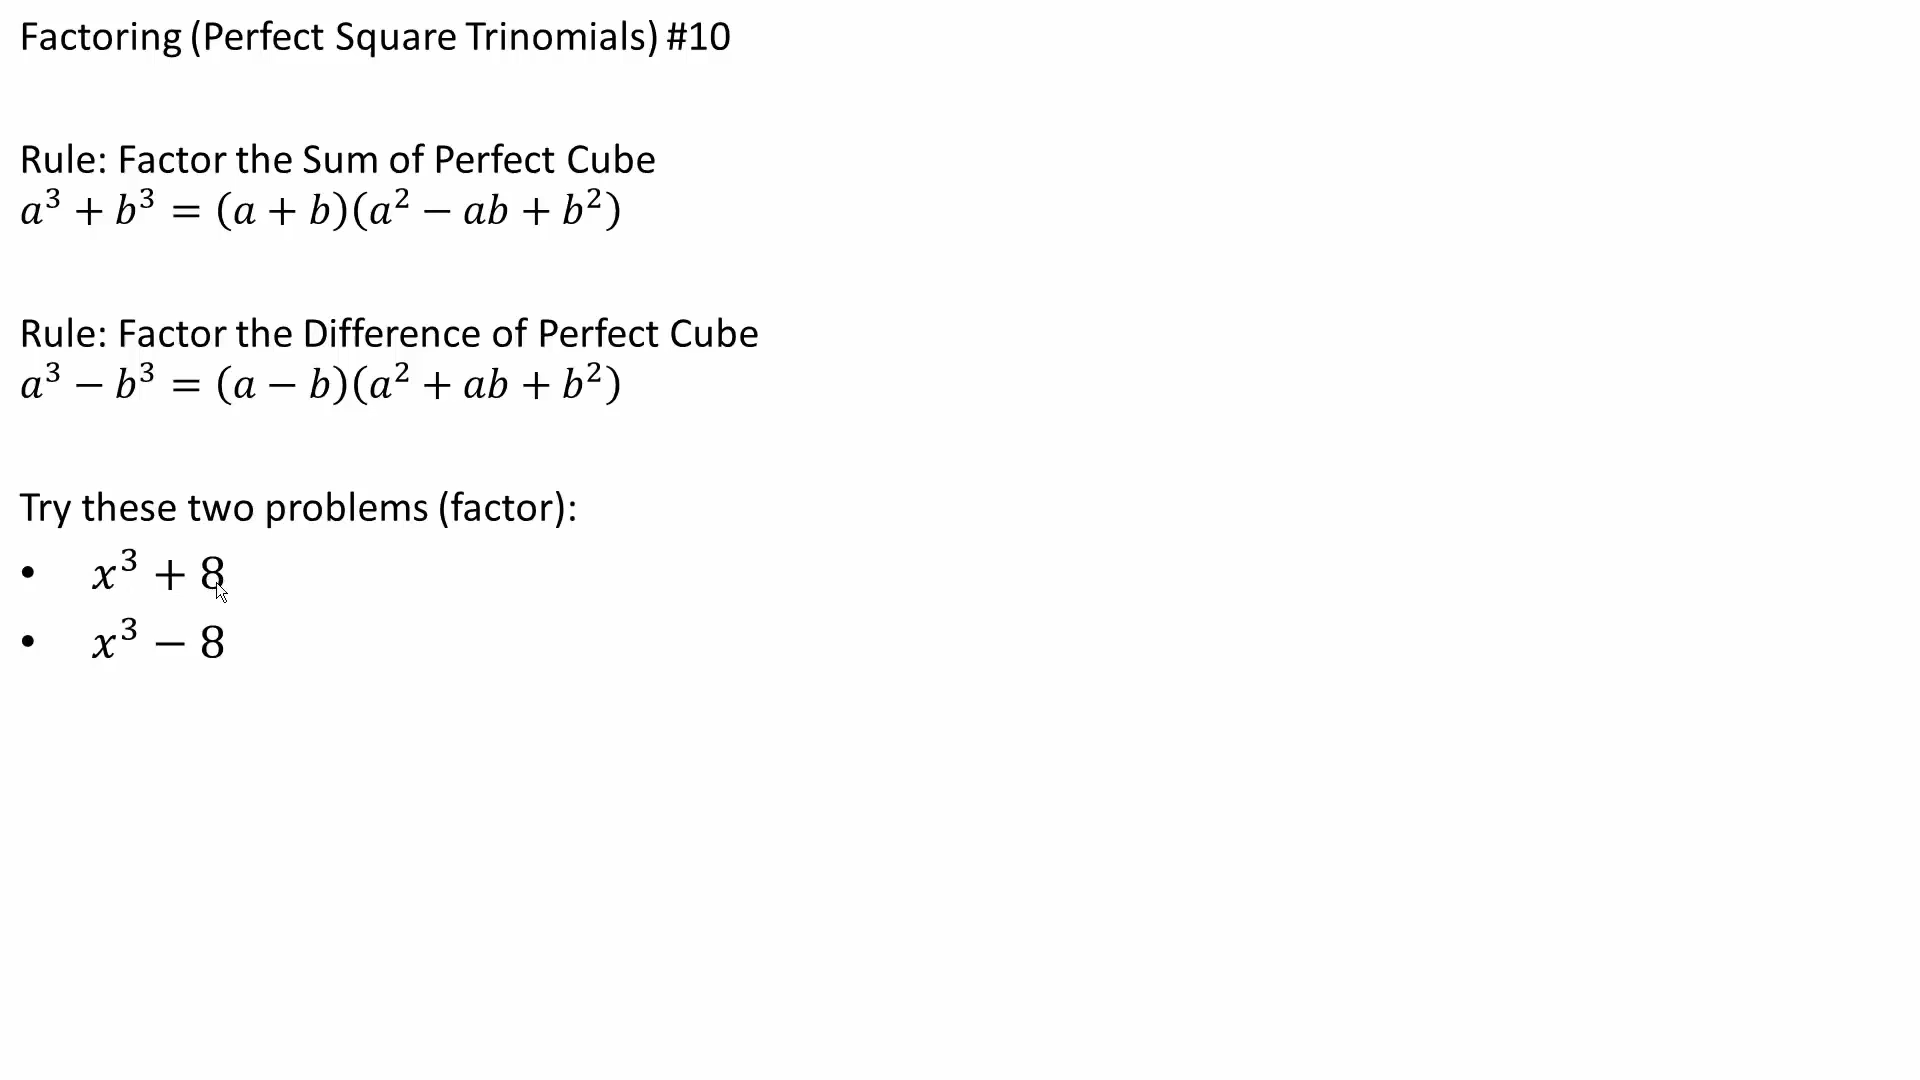 Factoring (Perfect Square Trinomials) #10
Rule: Factor the Sum of Perfect Cube
a³ + b³ = (a + b)(a² − ab + b²)
Rule: Factor the Difference of Perfect Cube
a³ − b³ = (a − b)(a² + ab + b²)
Try these two problems (factor):
• x³ + 8
• x³ − 8